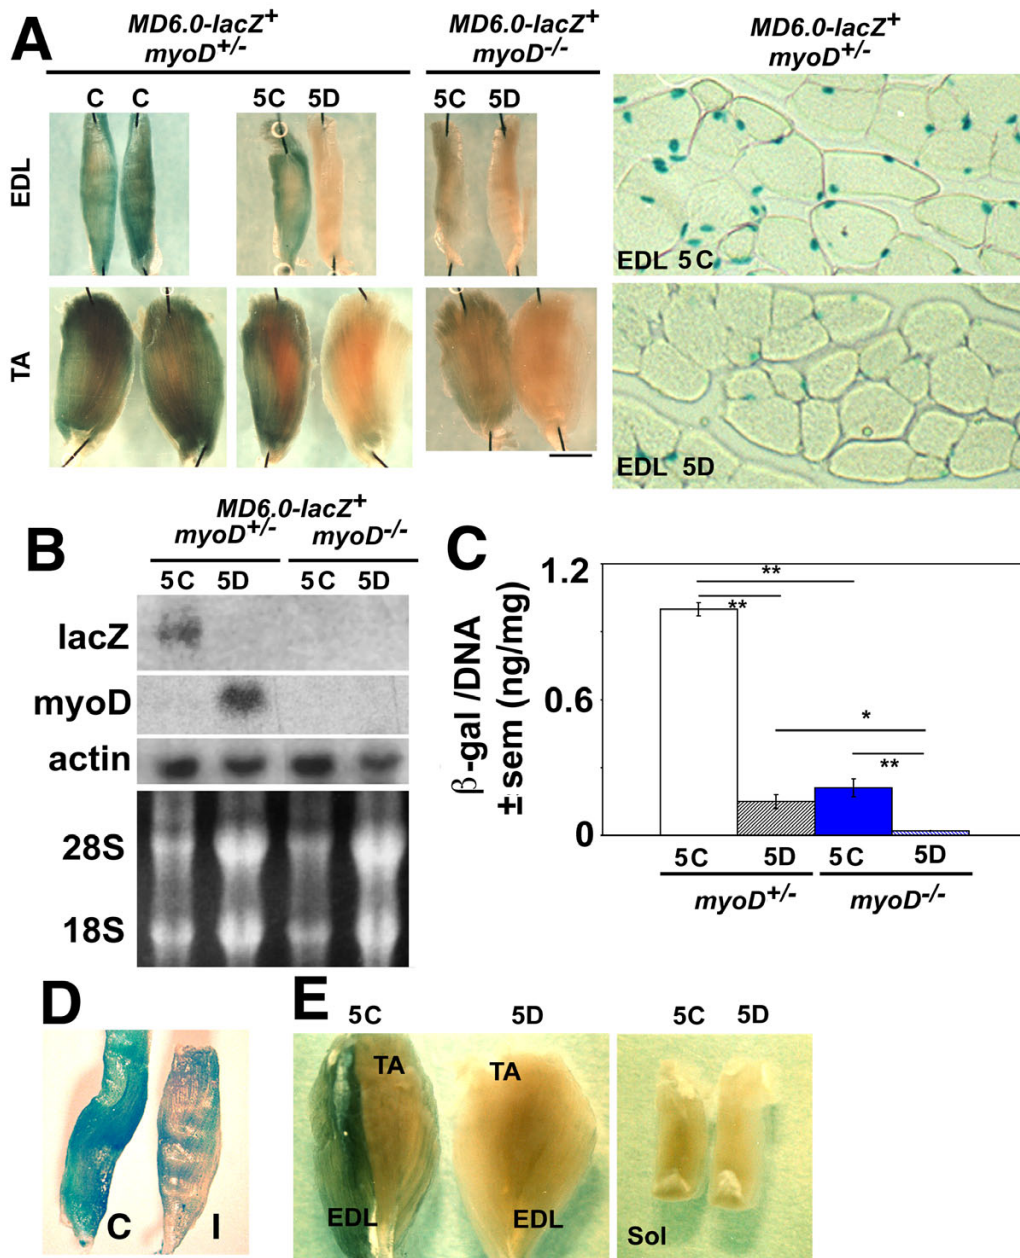 A
MD6.0-lacZ+
myoD+/-
MD6.0-lacZ+
myoD-/-
MD6.0-lacZ+
myoD+/-
C C
5C 5D
5C 5D
EDL
EDL 5C
TA
EDL 5D
B
MD6.0-lacZ+
myoD+/- myoD-/-
5C 5D 5C 5D
lacZ
myoD
actin
28S
18S
C
β-gal /DNA
± sem (ng/mg)
1.2
0.6
0
**
**
*
**
5C 5D 5C 5D
myoD+/- myoD-/-
D
C I
E
5C 5D
TA TA
EDL EDL
5C 5D
Sol